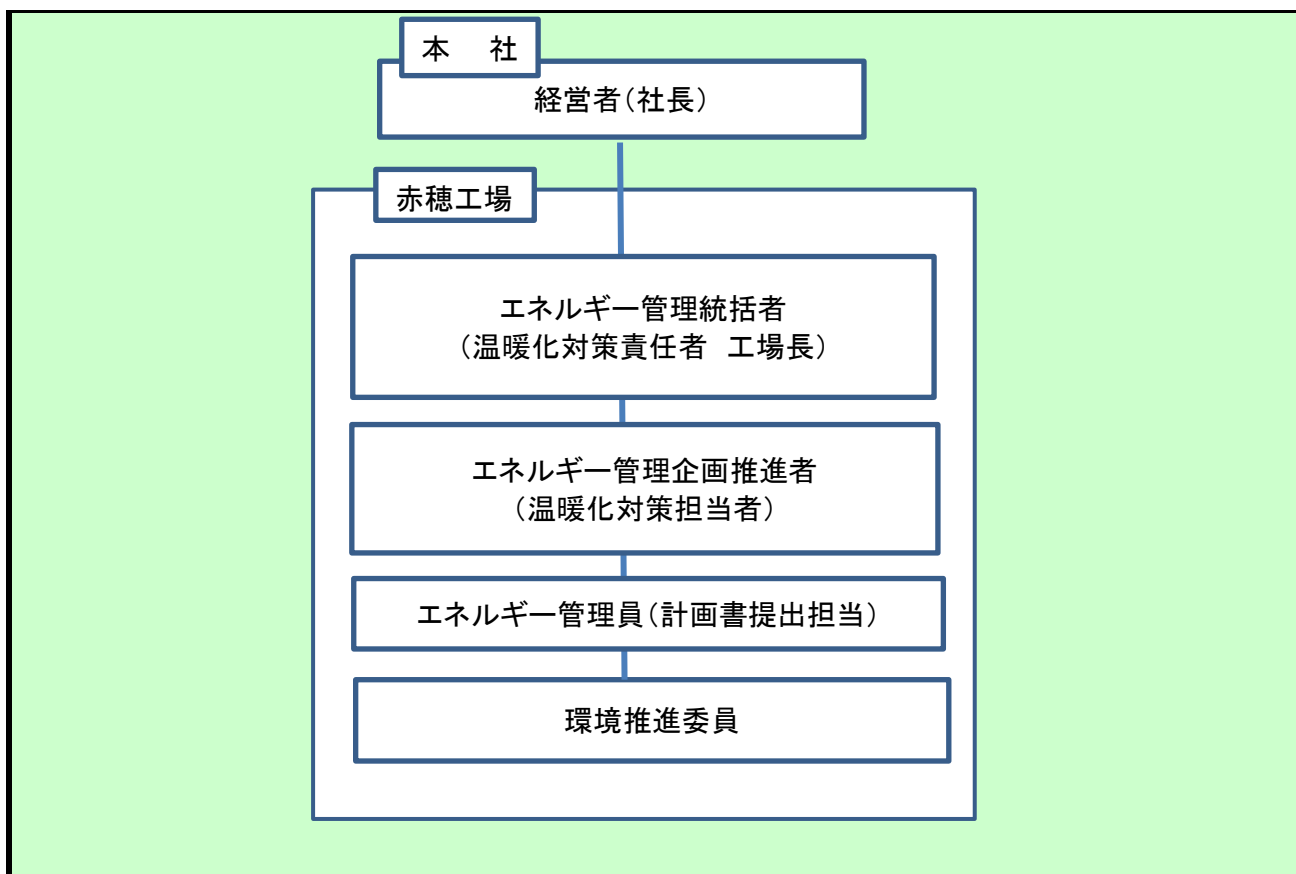 本　社
経営者（社長）
赤穂工場
エネルギー管理統括者
（温暖化対策責任者　工場長）
エネルギー管理企画推進者
（温暖化対策担当者）
エネルギー管理員（計画書提出担当）
環境推進委員